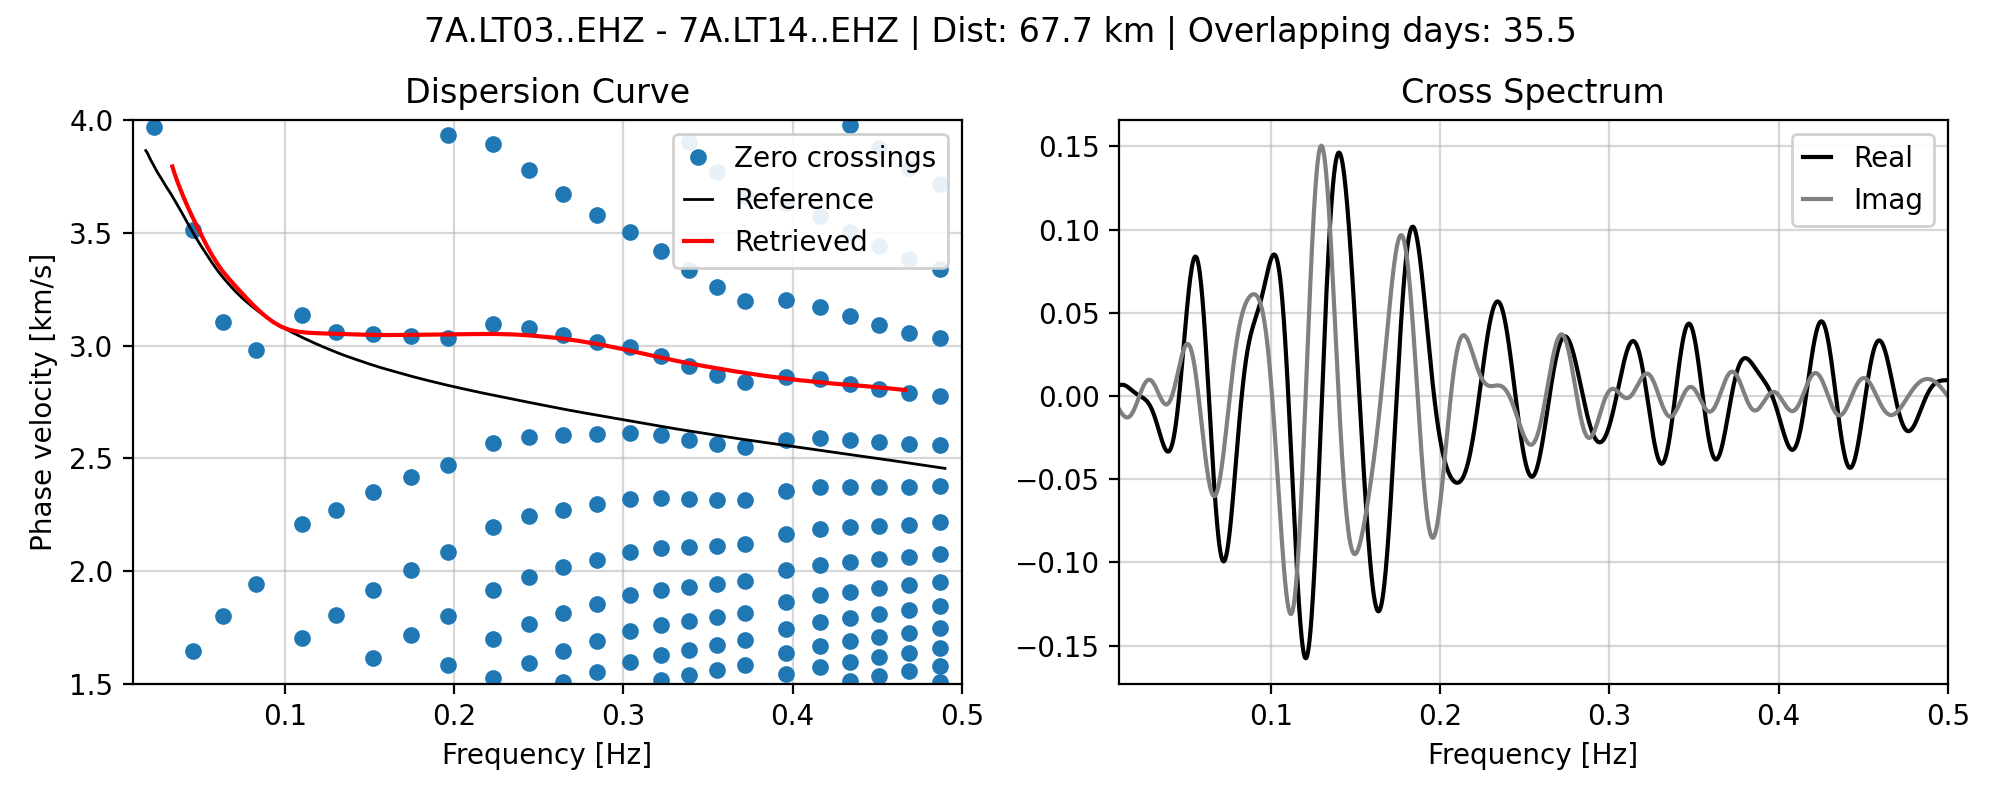 7A.LT03..EHZ - 7A.LT14..EHZ | Dist: 67.7 km | Overlapping days: 35.5
Dispersion Curve
4.0
3.5
3.0
2.5
2.0
1.5
Phase velocity [km/s]
0.1
0.2
0.3
0.4
0.5
Frequency [Hz]
Zero crossings
Reference
Retrieved
Cross Spectrum
0.15
0.10
0.05
0.00
−0.05
−0.10
−0.15
0.1
0.2
0.3
0.4
0.5
Frequency [Hz]
Real
Imag